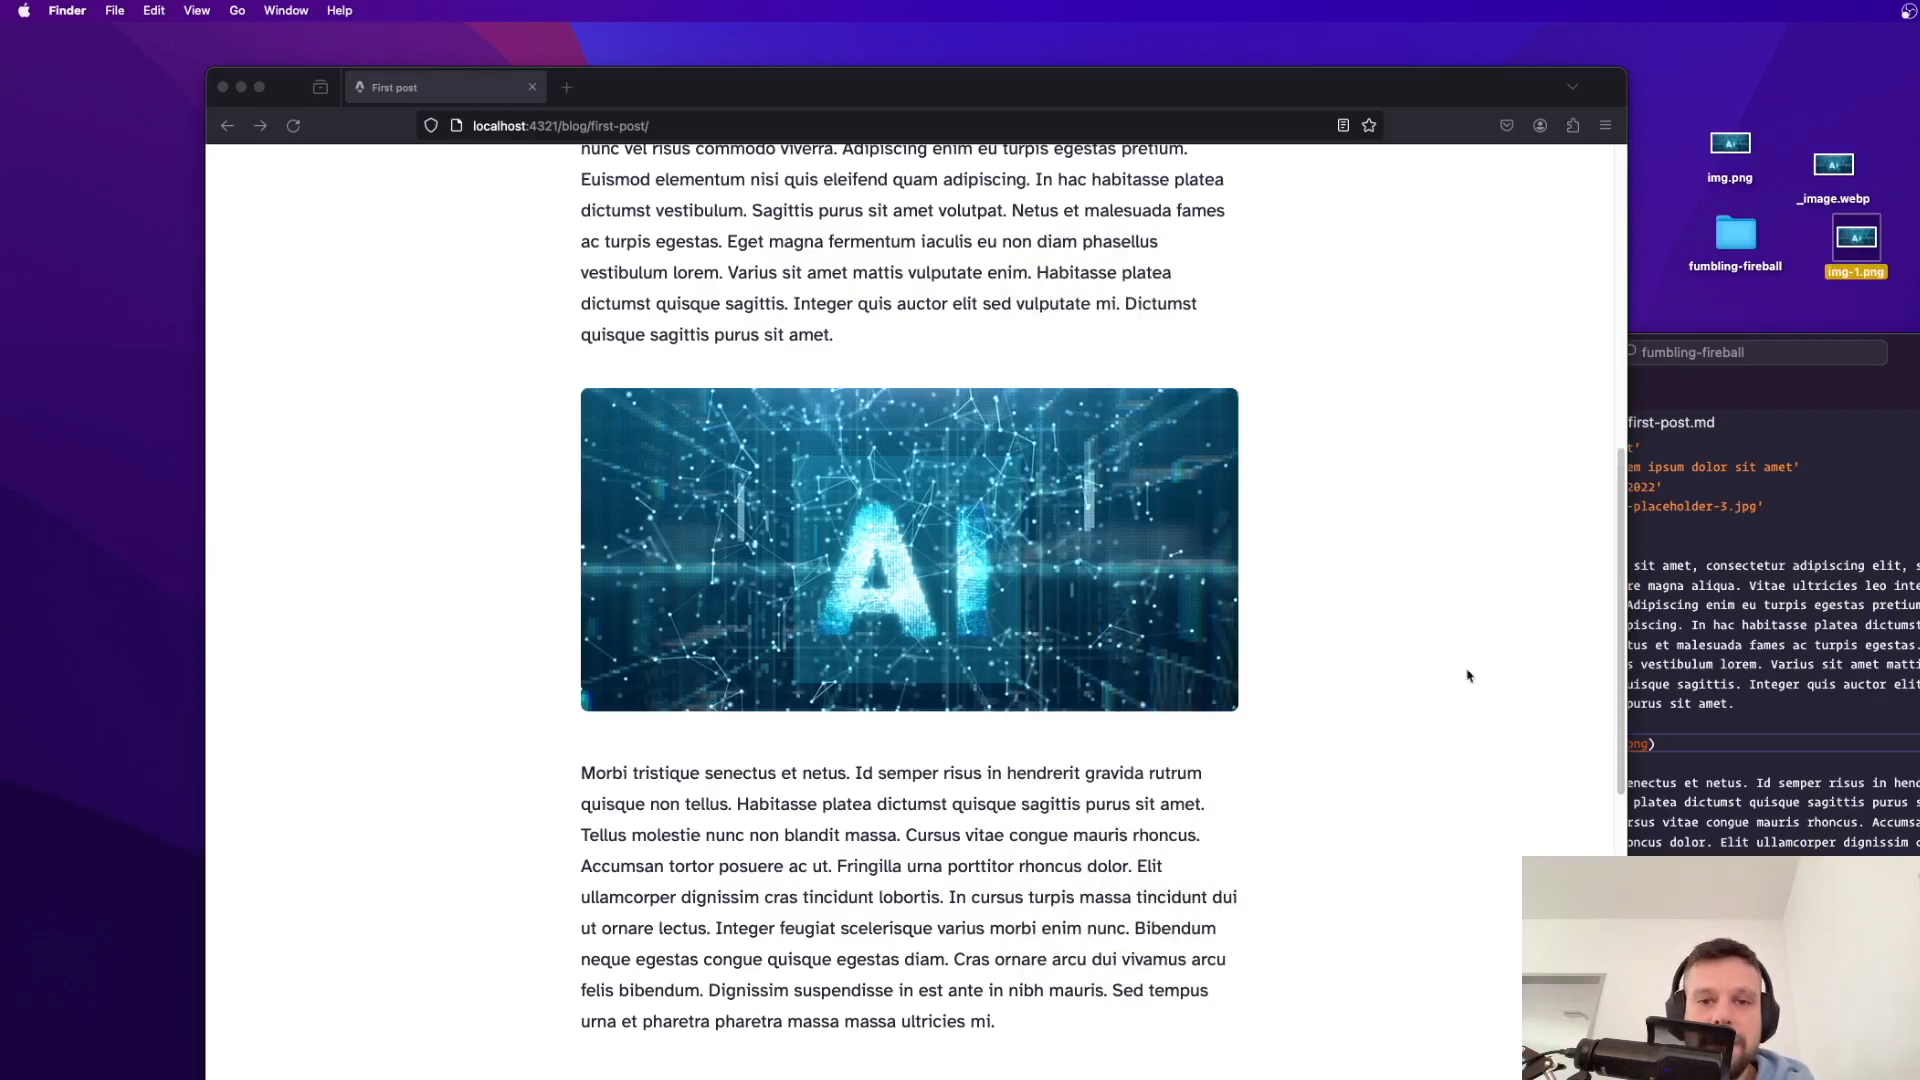 Finder File Edit View Go Window Help
First post
localhost:4321/blog/first-post/
nunc vel risus commodo viverra. Adipiscing enim eu turpis egestas pretium.
Euismod elementum nisi quis eleifend quam adipiscing. In hac habitasse platea
dictumst vestibulum. Sagittis purus sit amet volutpat. Netus et malesuada fames
ac turpis egestas. Eget magna fermentum iaculis eu non diam phasellus
vestibulum lorem. Varius sit amet mattis vulputate enim. Habitasse platea
dictumst quisque sagittis. Integer quis auctor elit sed vulputate mi. Dictumst
quisque sagittis purus sit amet.
AI
Morbi tristique senectus et netus. Id semper risus in hendrerit gravida rutrum
quisque non tellus. Habitasse platea dictumst quisque sagittis purus sit amet.
Tellus molestie nunc non blandit massa. Cursus vitae congue mauris rhoncus.
Accumsan tortor posuere ac ut. Fringilla urna porttitor rhoncus dolor. Elit
ullamcorper dignissim cras tincidunt lobortis. In cursus turpis massa tincidunt dui
ut ornare lectus. Integer feugiat scelerisque varius morbi enim nunc. Bibendum
neque egestas congue quisque egestas diam. Cras ornare arcu dui vivamus arcu
felis bibendum. Dignissim suspendisse in est ante in nibh mauris. Sed tempus
urna et pharetra pharetra massa massa ultricies mi.
img.png
_image.webp
fumbling-fireball
img-1.png
fumbling-fireball
first-post.md
t'
em ipsum dolor sit amet'
2022'
-placeholder-3.jpg'
sit amet, consectetur adipiscing elit, s
re magna aliqua. Vitae ultricies leo inte
Adipiscing enim eu turpis egestas pretium
piscing. In hac habitasse platea dictumst
tus et malesuada fames ac turpis egestas.
s vestibulum lorem. Varius sit amet matti
uisque sagittis. Integer quis auctor elit
purus sit amet.
png)
enectus et netus. Id semper risus in hend
platea dictumst quisque sagittis purus s
rsus vitae congue mauris rhoncus. Accumsa
oncus dolor. Elit ullamcorper dignissim c